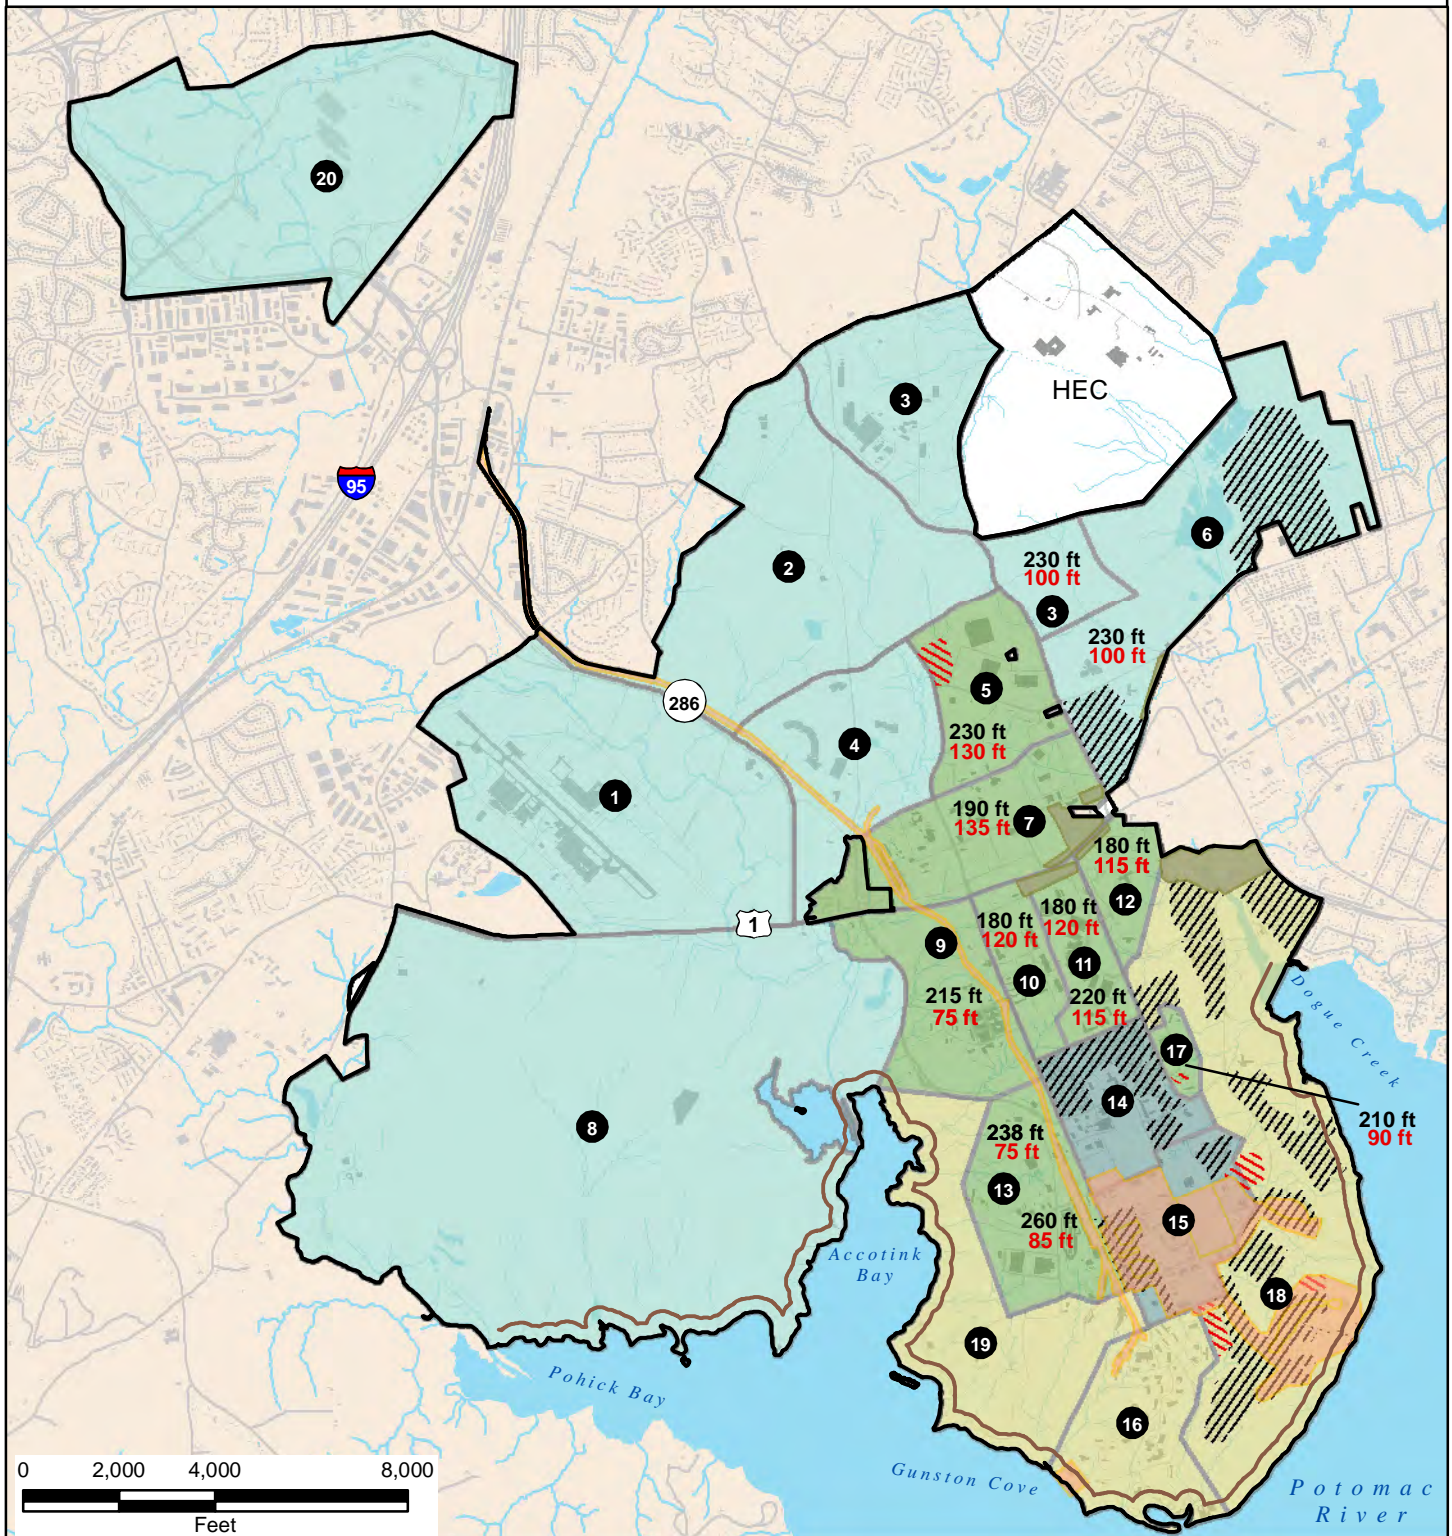 20
3
HEC
95
6
2
230 ft
100 ft
3
230 ft
100 ft
5
286
4
230 ft
130 ft
1
190 ft
135 ft
7
180 ft
115 ft
12
180 ft
120 ft
180 ft
120 ft
1
9
11
10
215 ft
75 ft
220 ft
115 ft
Dogue Creek
17
14
210 ft
90 ft
8
238 ft
75 ft
13
15
260 ft
85 ft
Accotink
Bay
18
19
Pohick Bay
16
Gunston Cove
Potomac
River
0 2,000 4,000 8,000
Feet